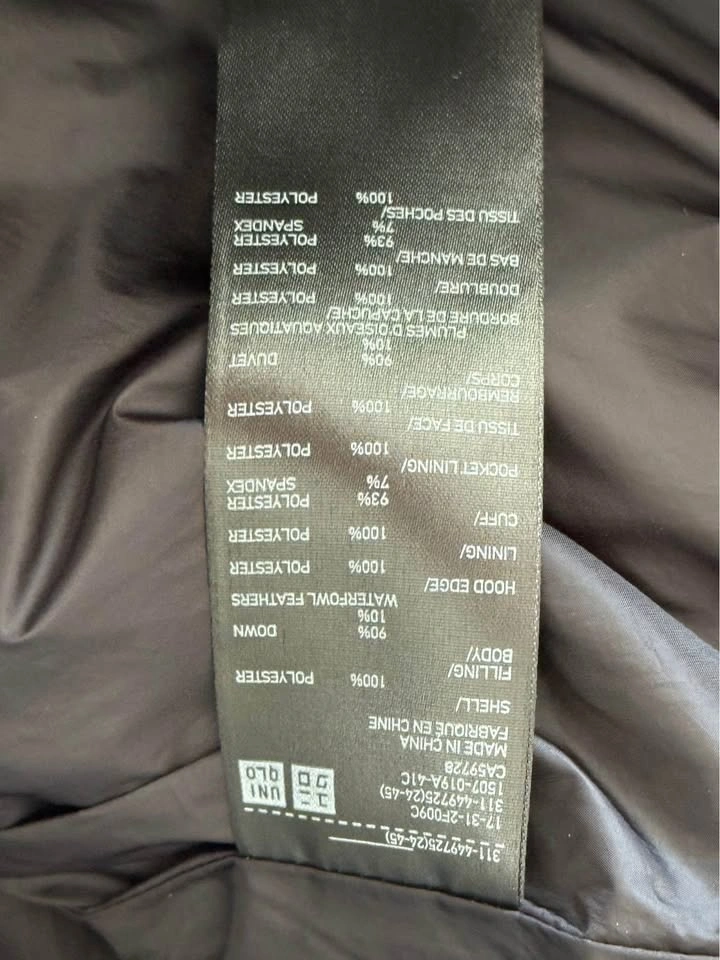 311-449725(24-45)
17-31-2F009C
311-449725(24-45)
1507-019A-41C
CA59728
MADE IN CHINA
FABRIQUÉ EN CHINE
ユニ クロ
UNI QLO
SHELL/
100% POLYESTER
FILLING/
BODY/
90% DOWN
10%
WATERFOWL FEATHERS
HOOD EDGE/
100% POLYESTER
LINING/
100% POLYESTER
CUFF/
93% POLYESTER
7% SPANDEX
POCKET LINING/
100% POLYESTER
TISSU DE FACE/
100% POLYESTER
REMBOURRAGE/
CORPS/
90% DUVET
10%
PLUMES D'OISEAUX AQUATIQUES
BORDURE DE LA CAPUCHE/
100% POLYESTER
DOUBLURE/
100% POLYESTER
BAS DE MANCHE/
93% POLYESTER
7% SPANDEX
TISSU DES POCHES/
100% POLYESTER